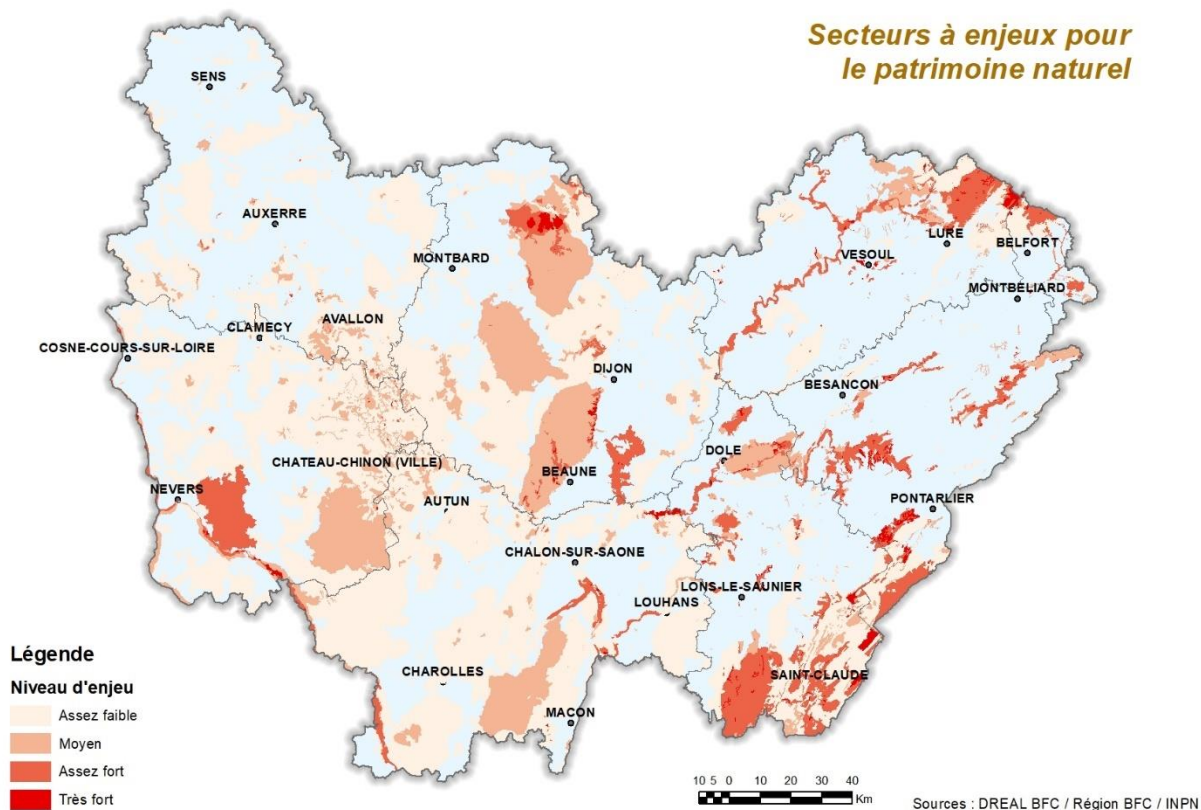 Secteurs à enjeux pour
le patrimoine naturel
SENS
AUXERRE
MONTBARD
LURE
BELFORT
VESOUL
MONTBÉLIARD
AVALLON
CLAMECY
COSNE-COURS-SUR-LOIRE
DIJON
BESANCON
CHATEAU-CHINON (VILLE)
DOLE
BEAUNE
NEVERS
AUTUN
PONTARLIER
CHALON-SUR-SAONE
LONS-LE-SAUNIER
LOUHANS
CHAROLLES
SAINT-CLAUDE
MACON
Légende
Niveau d'enjeu
Assez faible
Moyen
Assez fort
Très fort
10 5 0 10 20 30 40
Km
Sources : DREAL BFC / Région BFC / INPN